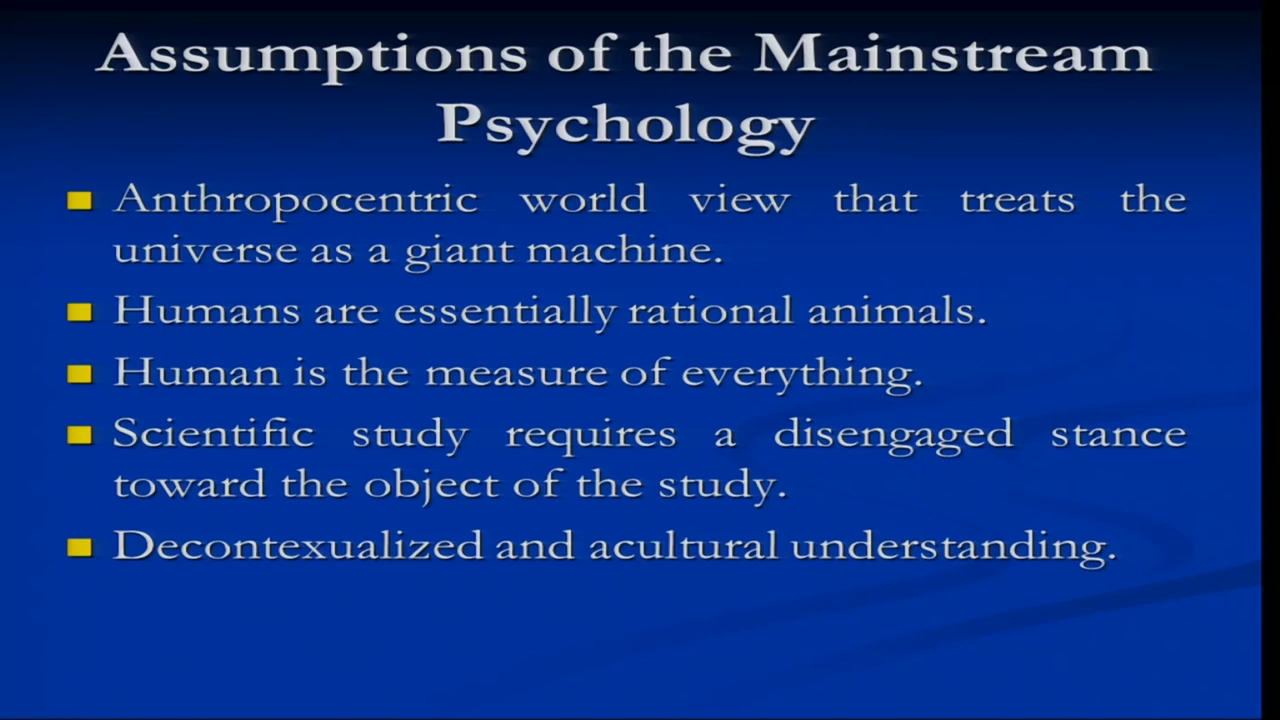 Assumptions of the Mainstream
Psychology
Anthropocentric world view that treats the
universe as a giant machine.
Humans are essentially rational animals.
Human is the measure of everything.
Scientific study requires a disengaged stance
toward the object of the study.
Decontexualized and acultural understanding.